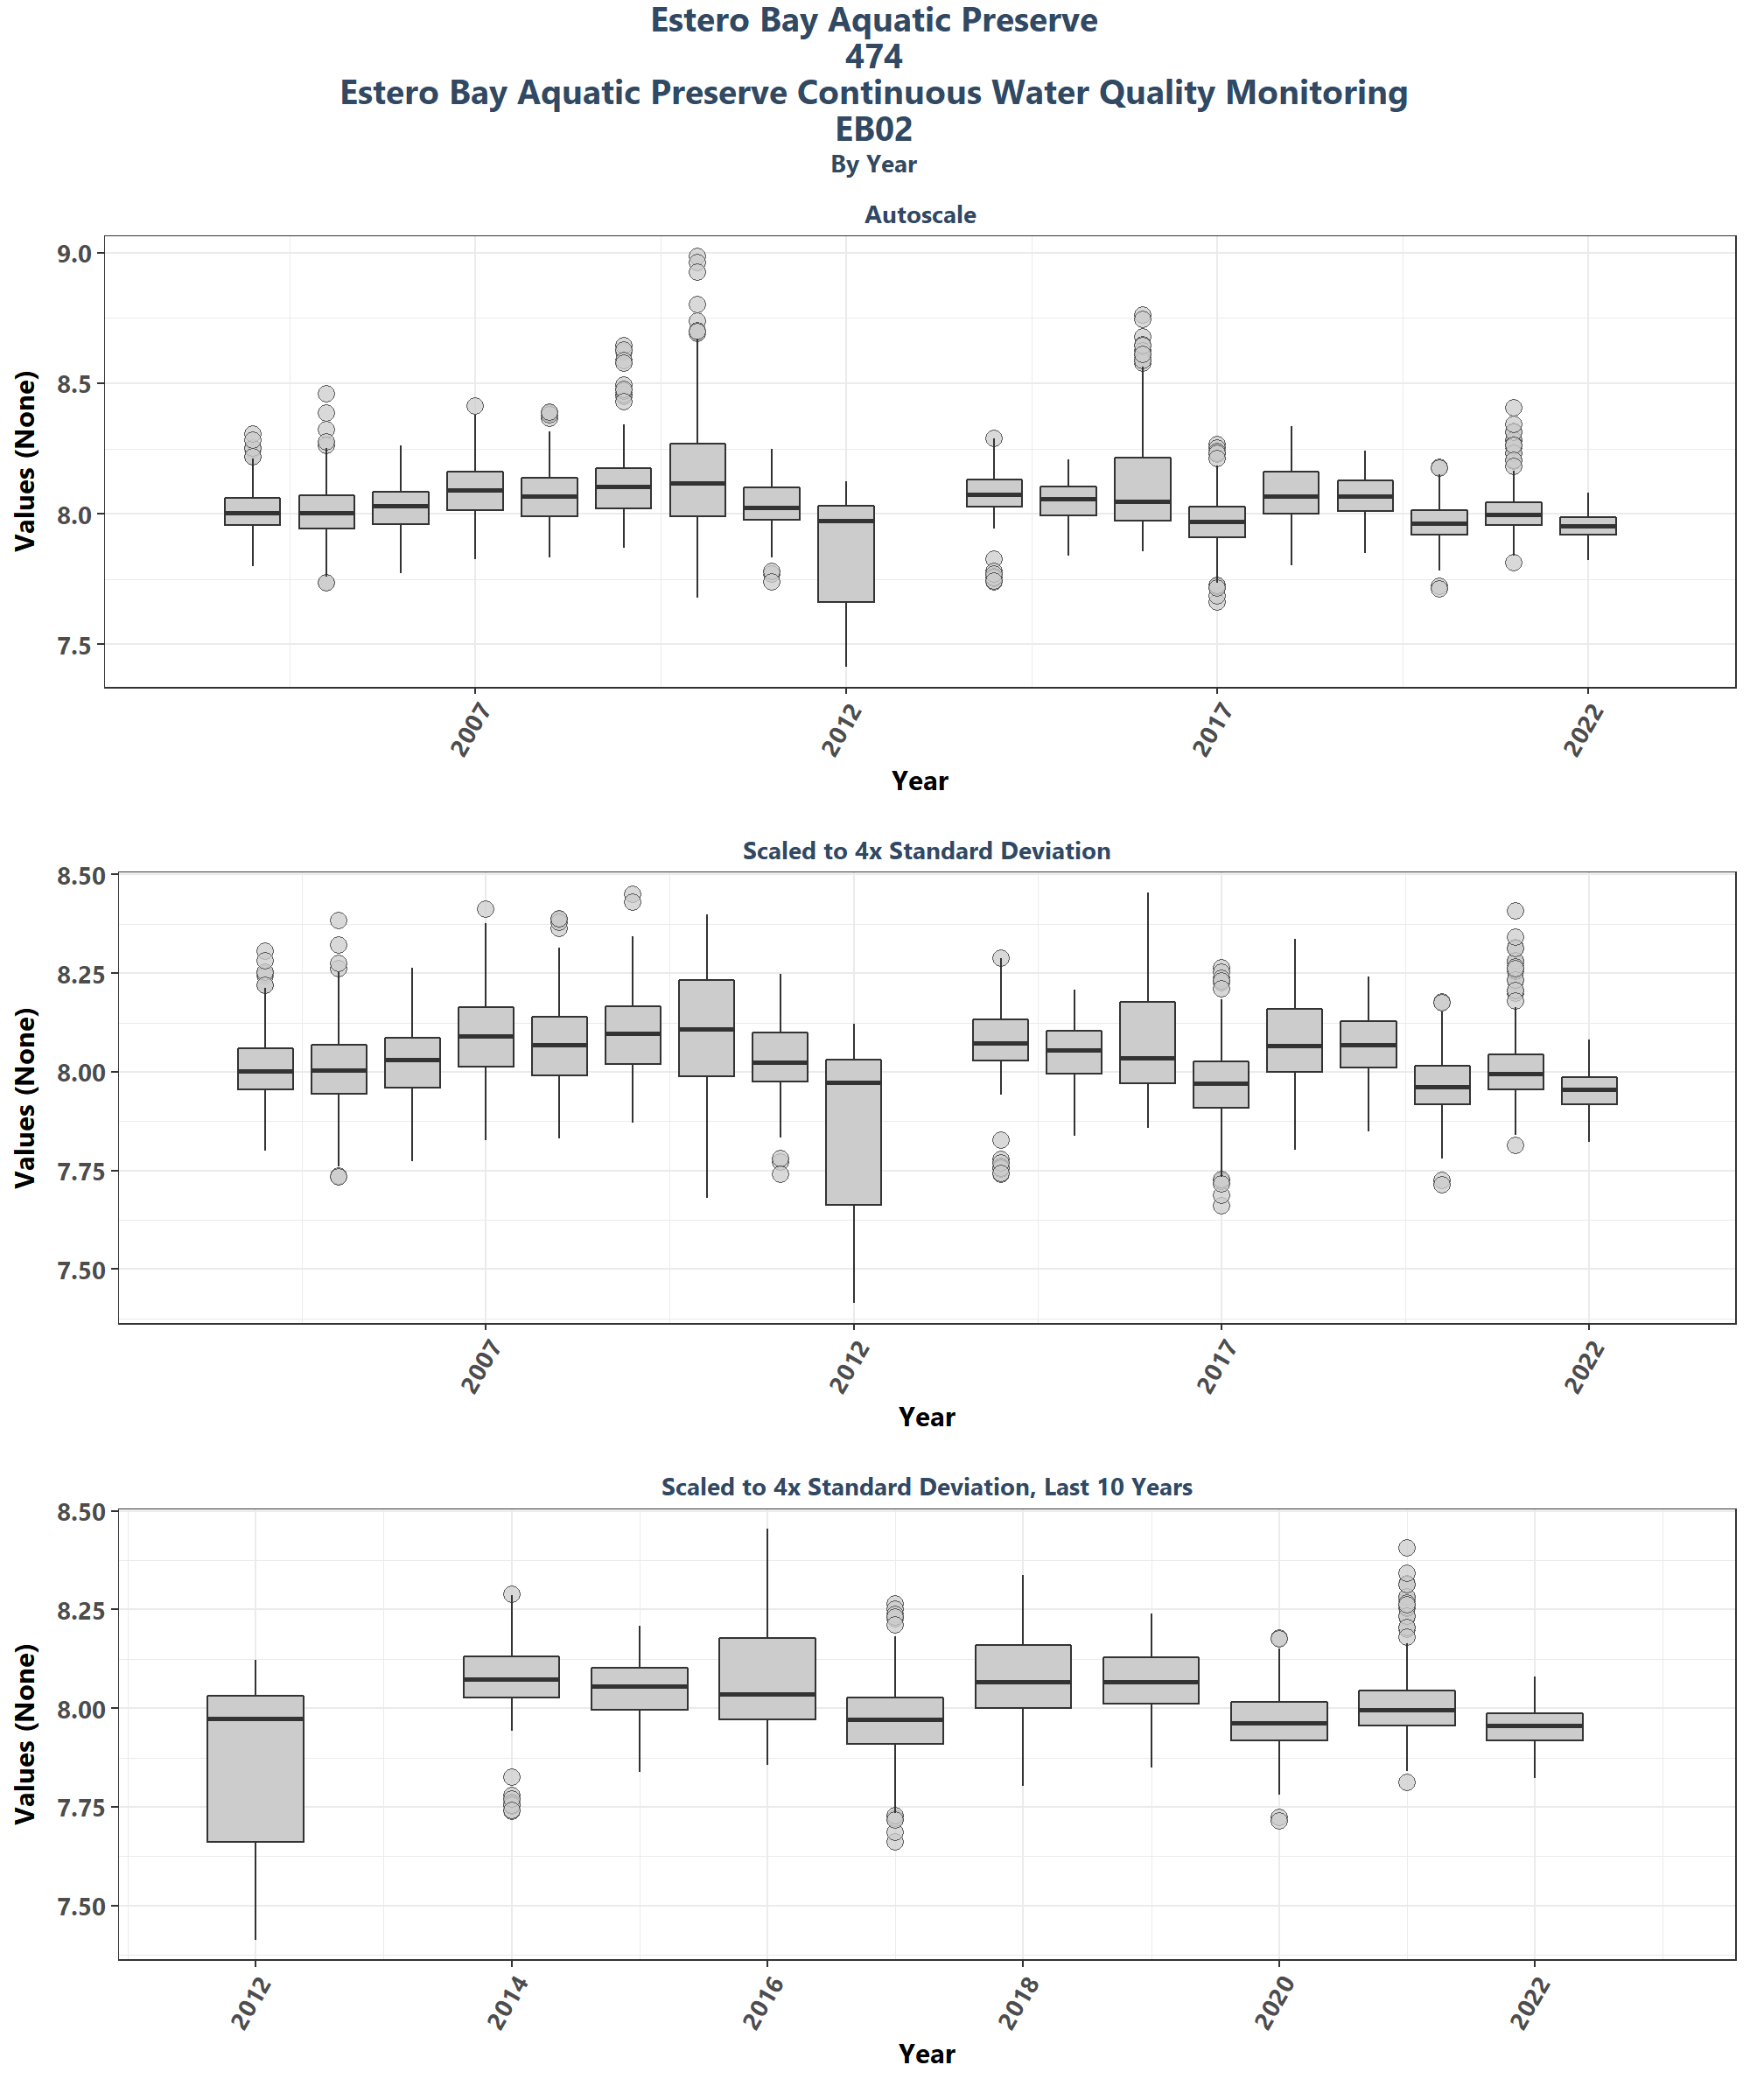 Estero Bay Aquatic Preserve
474
Estero Bay Aquatic Preserve Continuous Water Quality Monitoring
EB02
By Year
Autoscale
Values (None)
9.0
8.5
8.0
7.5
2007
2012
2017
2022
Year
Scaled to 4x Standard Deviation
Values (None)
8.50
8.25
8.00
7.75
7.50
2007
2012
2017
2022
Year
Scaled to 4x Standard Deviation, Last 10 Years
Values (None)
8.50
8.25
8.00
7.75
7.50
2012
2014
2016
2018
2020
2022
Year